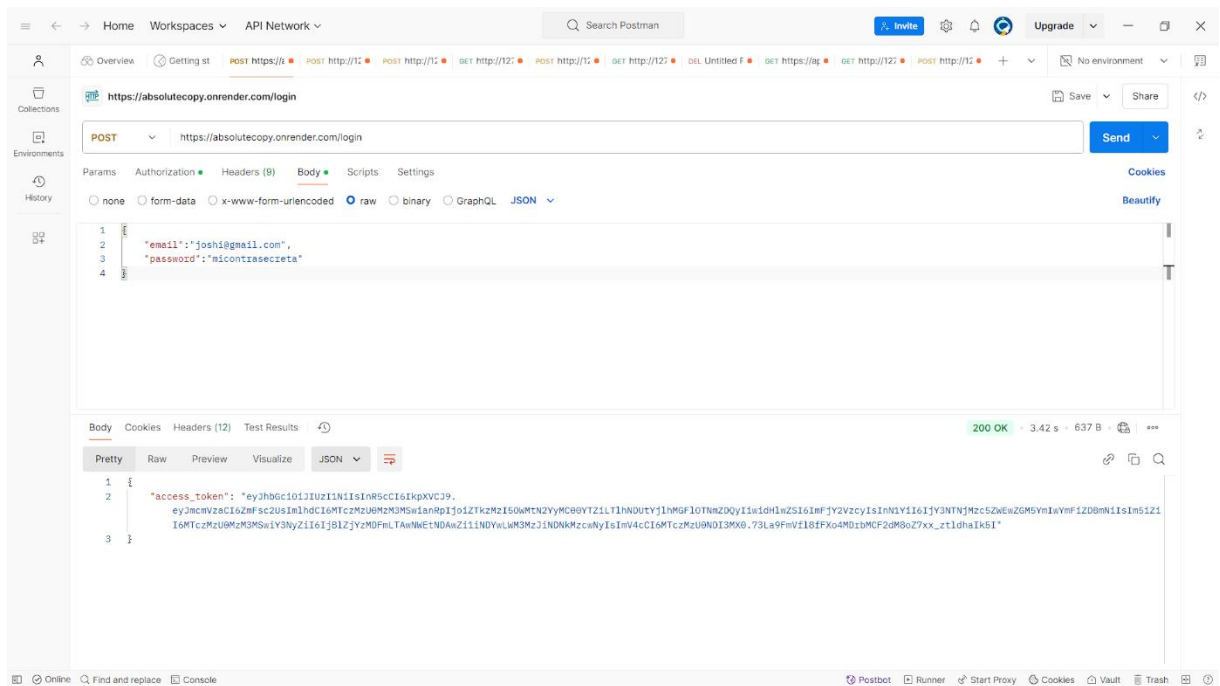 Home Workspaces API Network Search Postman Invite Upgrade
Overview Getting st POST https://a POST http://12 POST http://12 GET http://127 POST http://12 GET http://127 DEL Untitled F GET https://ap GET http://127 POST http://12 No environment
Collections
Environments
History
HTTP https://absolutecopy.onrender.com/login Save Share
POST https://absolutecopy.onrender.com/login Send
Params Authorization Headers (9) Body Scripts Settings Cookies
none form-data x-www-form-urlencoded raw binary GraphQL JSON Beautify
1 {
2 "email":"joshi@gmail.com",
3 "password":"micontrasecreta"
4 }
Body Cookies Headers (12) Test Results 200 OK 3.42 s 637 B
Pretty Raw Preview Visualize JSON
1 {
2 "access_token":
3 }
Online Find and replace Console Postbot Runner Start Proxy Cookies Vault Trash